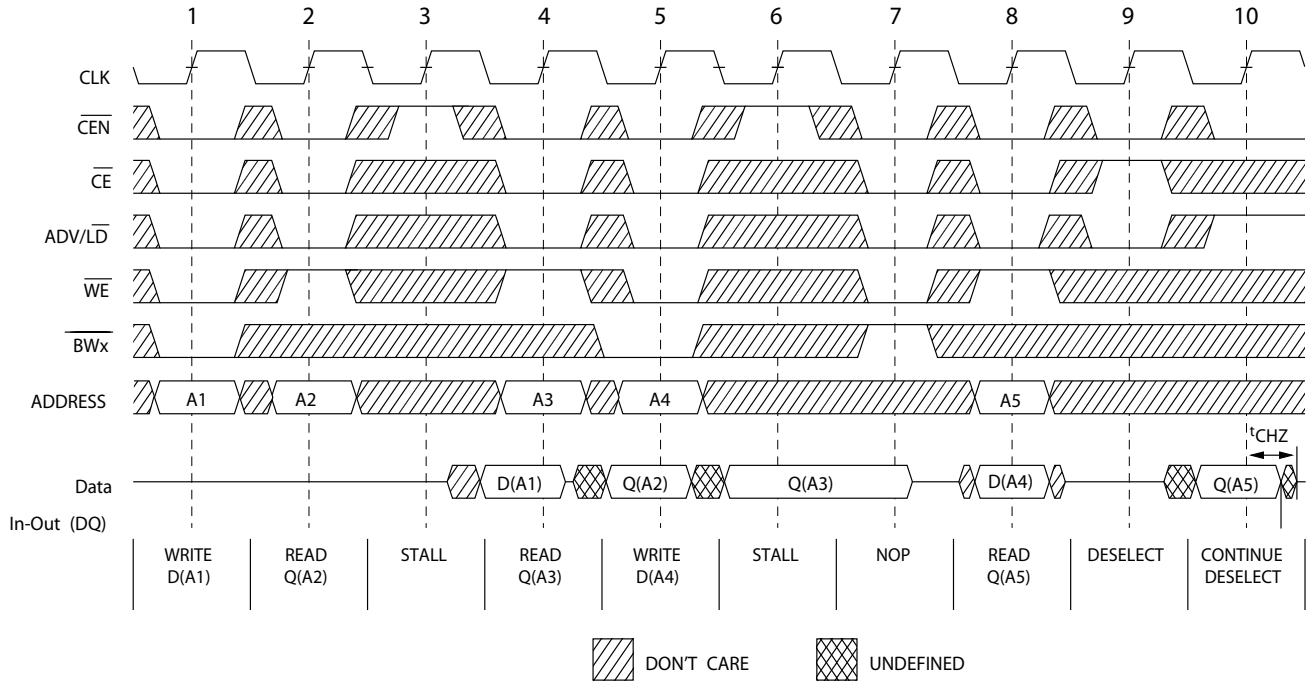 1 2 3 4 5 6 7 8 9 10
CLK
CEN
CE
ADV/LD
WE
BWx
ADDRESS A1 A2 A3 A4 A5
tCHZ
Data D(A1) Q(A2) Q(A3) D(A4) Q(A5)
In-Out (DQ)
WRITE READ STALL READ WRITE STALL NOP READ DESELECT CONTINUE
D(A1) Q(A2) Q(A3) D(A4) Q(A5) DESELECT
DON'T CARE UNDEFINED